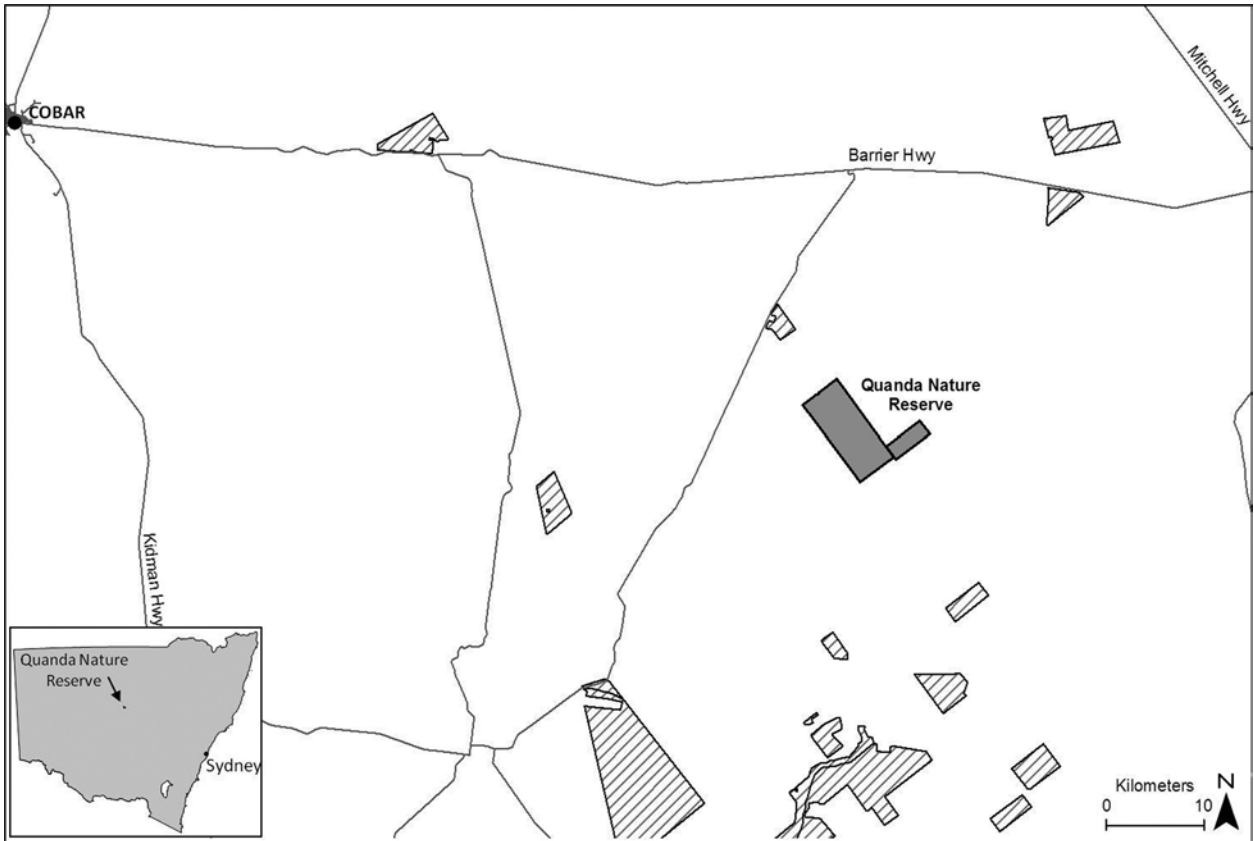 COBAR
Mitchell Hwy
Barrier Hwy
Quanda Nature
Reserve
Kidman Hwy
Quanda Nature
Reserve
Sydney
Kilometers
N
0 10